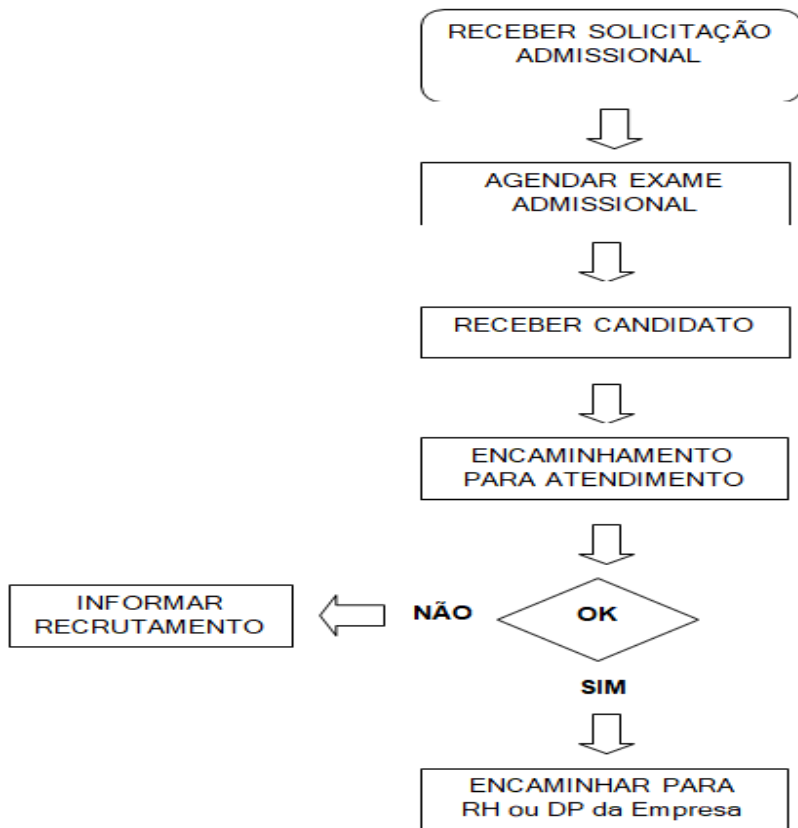 RECEBER SOLICITAÇÃO
ADMISSIONAL
AGENDAR EXAME
ADMISSIONAL
RECEBER CANDIDATO
ENCAMINHAMENTO
PARA ATENDIMENTO
INFORMAR
RECRUTAMENTO
NÃO
OK
SIM
ENCAMINHAR PARA
RH ou DP da Empresa